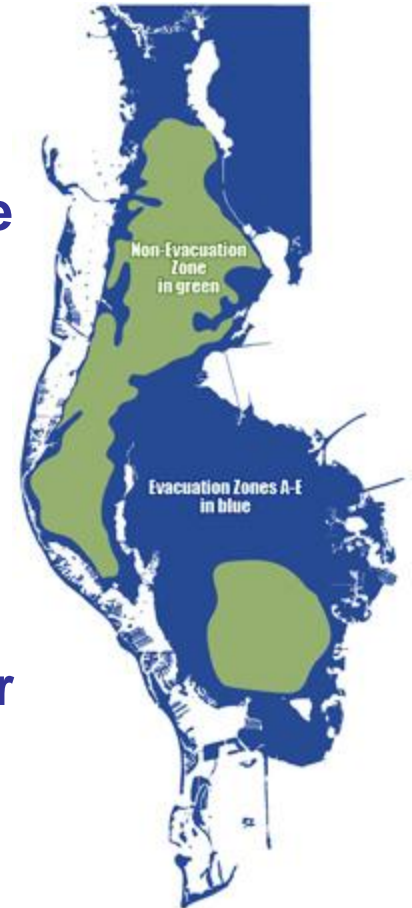 e
Non-Evacuation
Zone
in green
Evacuation Zones A-E
in blue
r